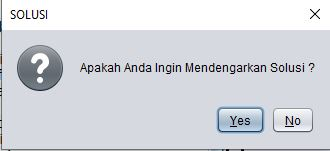 SOLUSI
Apakah Anda Ingin Mendengarkan Solusi ?
Yes
No